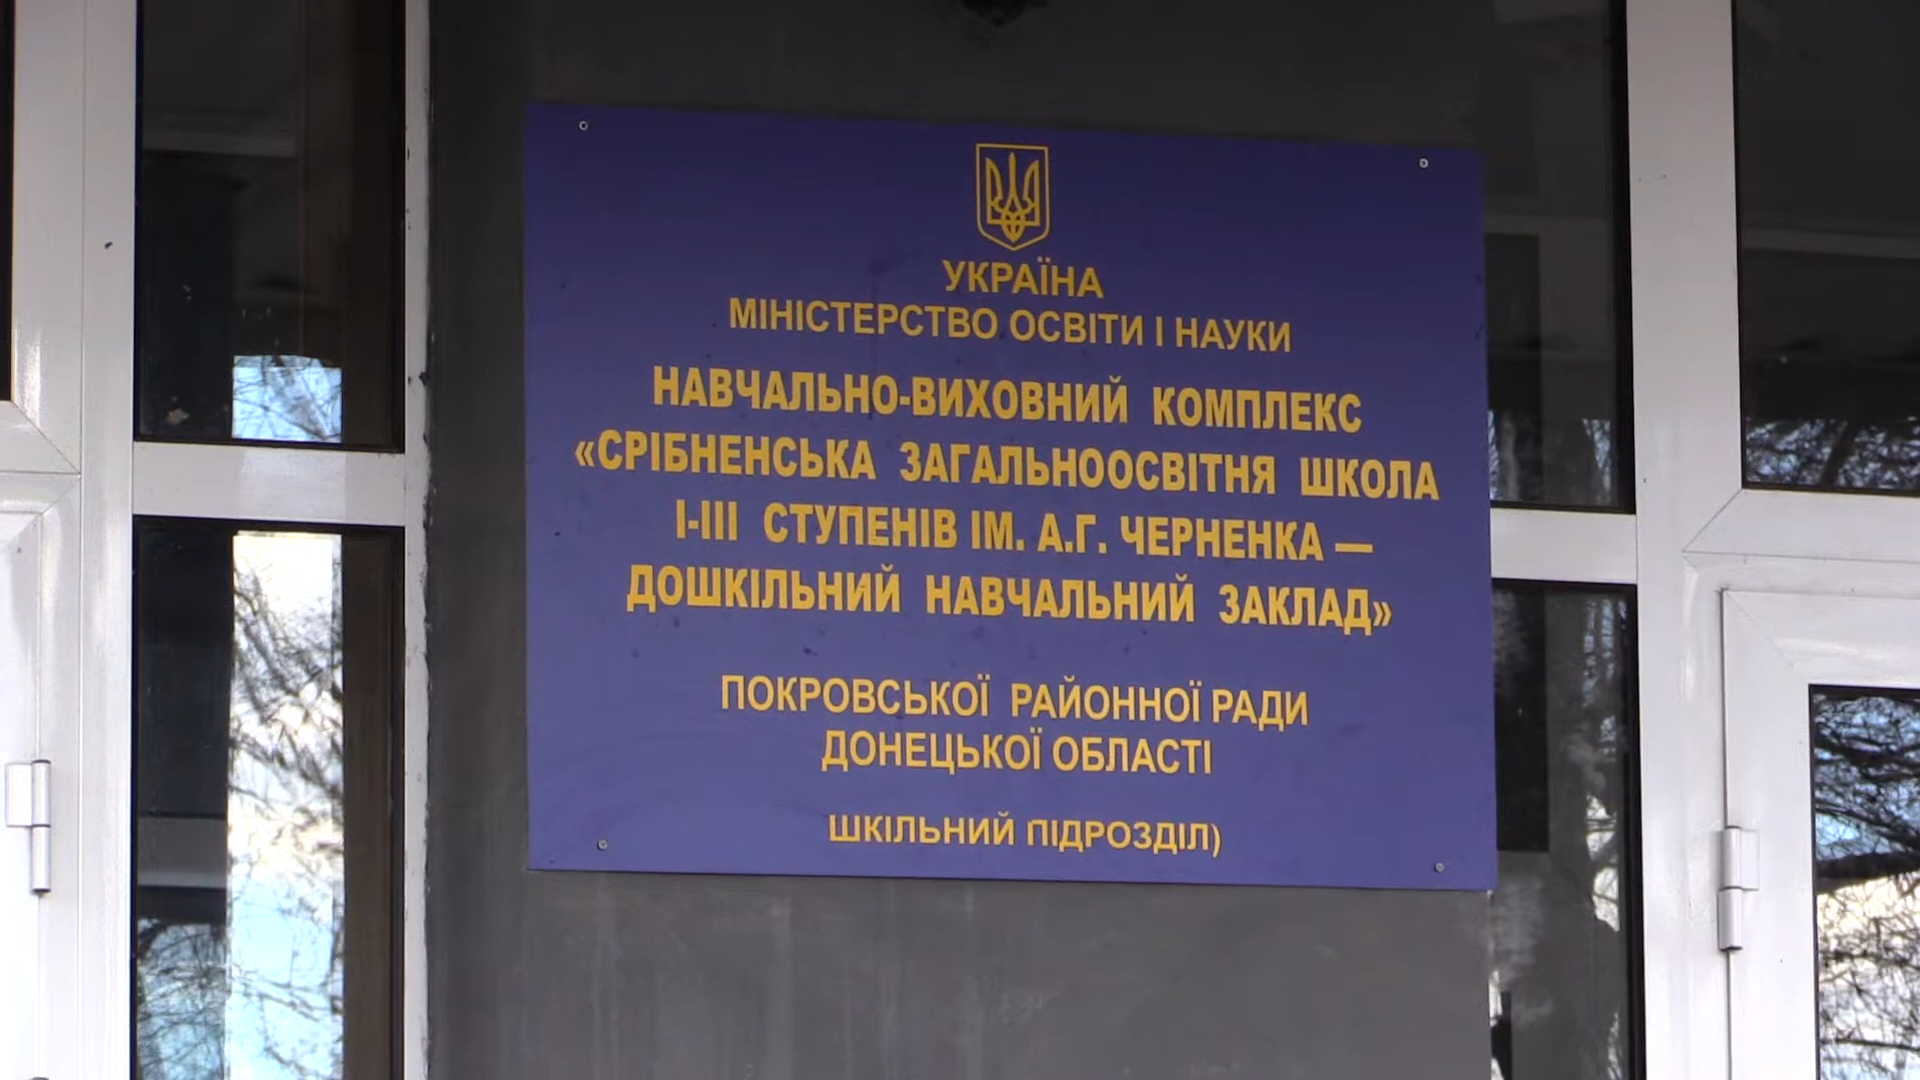 УКРАЇНА
МІНІСТЕРСТВО ОСВІТИ І НАУКИ
НАВЧАЛЬНО-ВИХОВНИЙ КОМПЛЕКС
«СРІБНЕНСЬКА ЗАГАЛЬНООСВІТНЯ ШКОЛА
І-ІІІ СТУПЕНІВ ІМ. А.Г. ЧЕРНЕНКА —
ДОШКІЛЬНИЙ НАВЧАЛЬНИЙ ЗАКЛАД»
ПОКРОВСЬКОЇ РАЙОННОЇ РАДИ
ДОНЕЦЬКОЇ ОБЛАСТІ
ШКІЛЬНИЙ ПІДРОЗДІЛ)